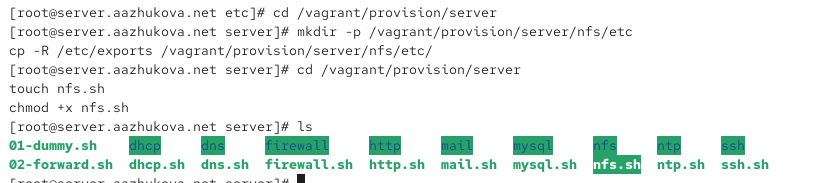 [root@server.aazhukova.net etc]# cd /vagrant/provision/server
[root@server.aazhukova.net server]# mkdir -p /vagrant/provision/server/nfs/etc
cp -R /etc/exports /vagrant/provision/server/nfs/etc/
[root@server.aazhukova.net server]# cd /vagrant/provision/server
touch nfs.sh
chmod +x nfs.sh
[root@server.aazhukova.net server]# ls
01-dummy.sh dhcp dns firewall http mail mysql nfs ntp ssh
02-forward.sh dhcp.sh dns.sh firewall.sh http.sh mail.sh mysql.sh nfs.sh ntp.sh ssh.sh
[root@server.aazhukova.net server]#